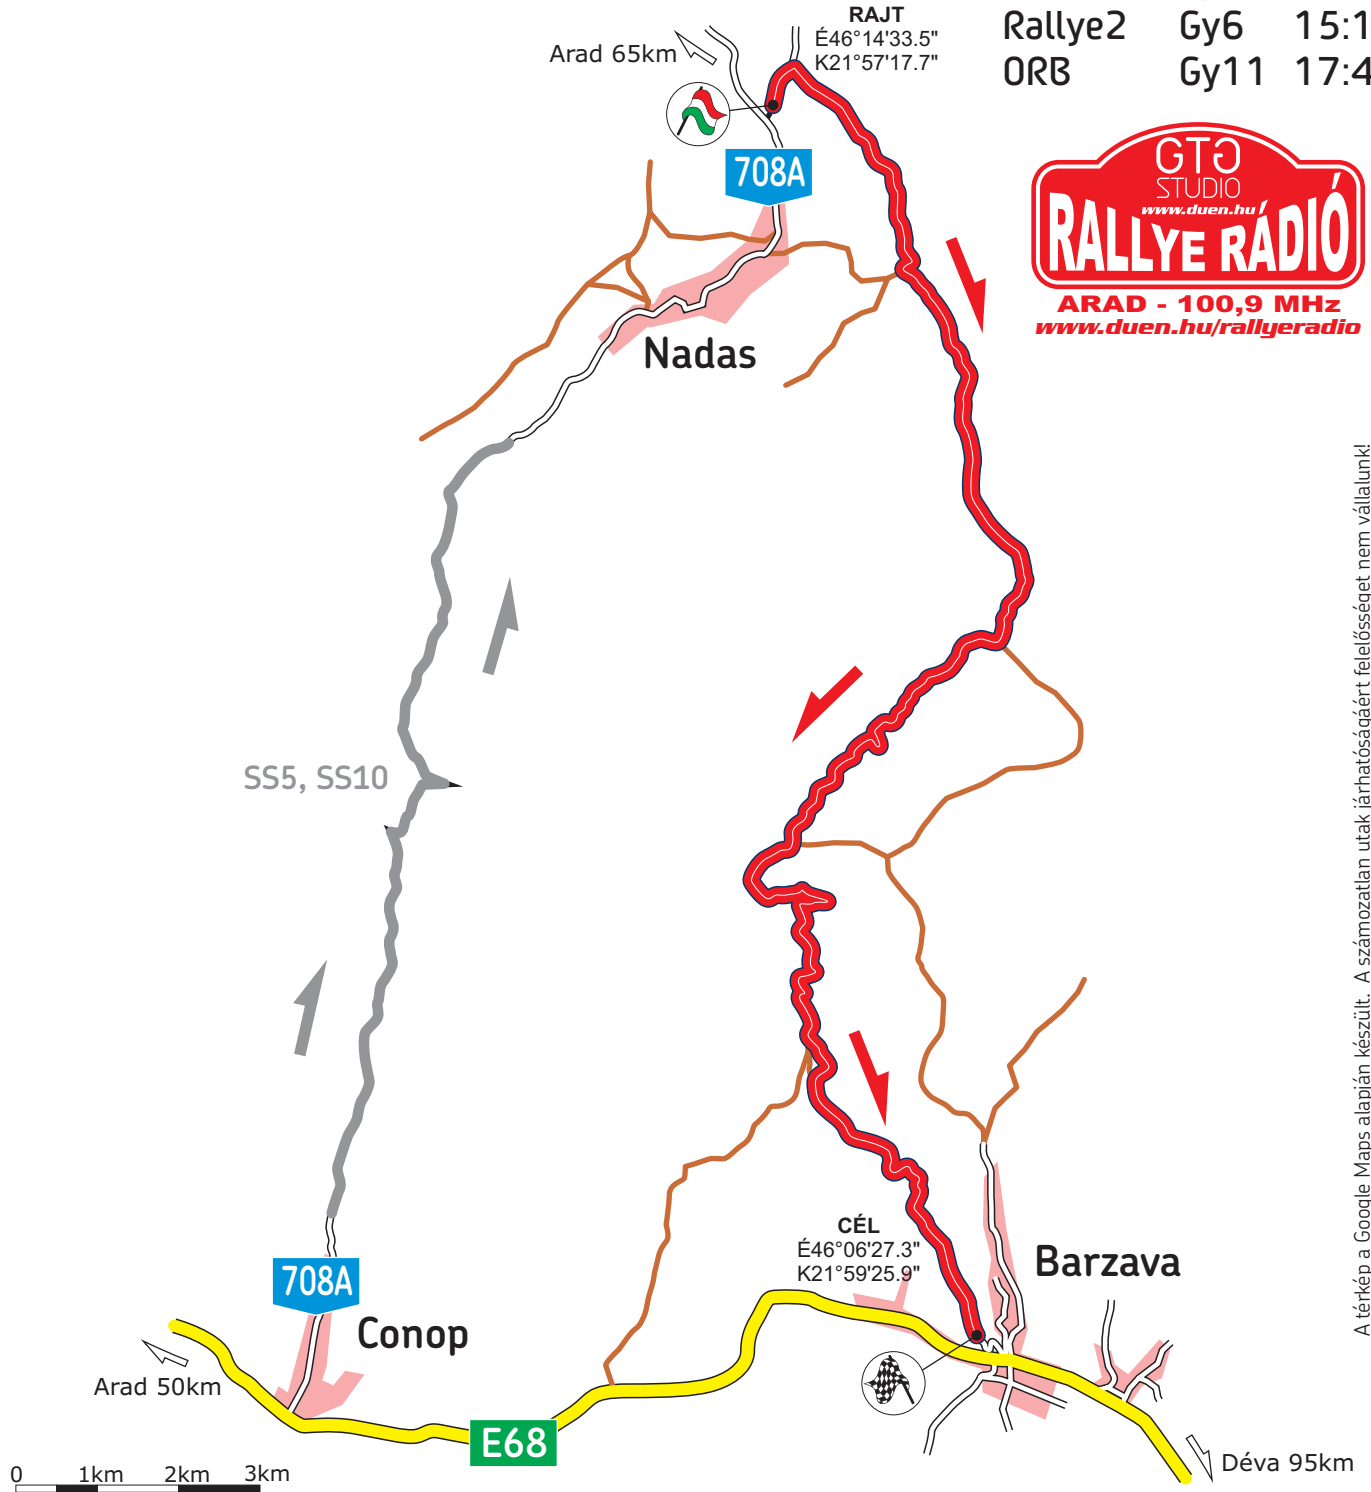 RAJT
É46°14'33.5"
K21°57'17.7"
Arad 65km
Rallye2 Gy6 15:1
ORB Gy11 17:4
GTG
STUDIO
www.duen.hu
RALLYE RÁDIÓ
ARAD - 100,9 MHz
www.duen.hu/rallyeradio
708A
Nadas
SS5, SS10
A térkép a Google Maps alapján készült. A számozatlan utak járhatóságáért felelősséget nem vállalunk!
CÉL
É46°06'27.3"
K21°59'25.9"
Barzava
708A
Conop
Arad 50km
E68
Déva 95km
0 1km 2km 3km